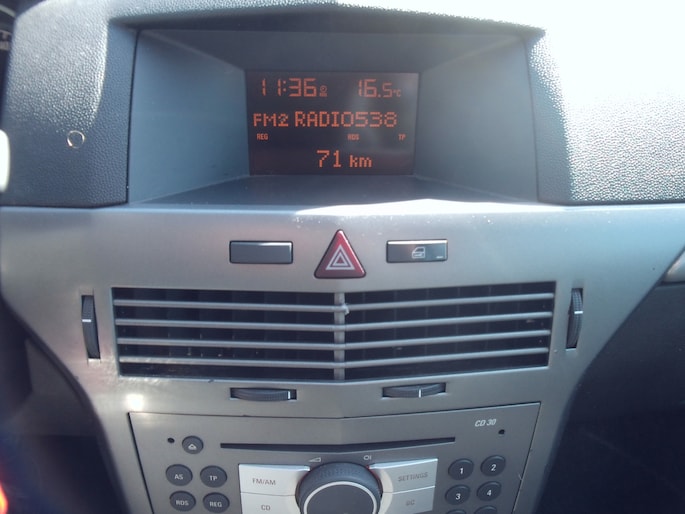 11:36 16.5°C
FM2 RADIO538
REG RDS TP
71 km
CD 30
AS TP FM/AM SETTINGS 1 2
RDS REG CD 3 4
5